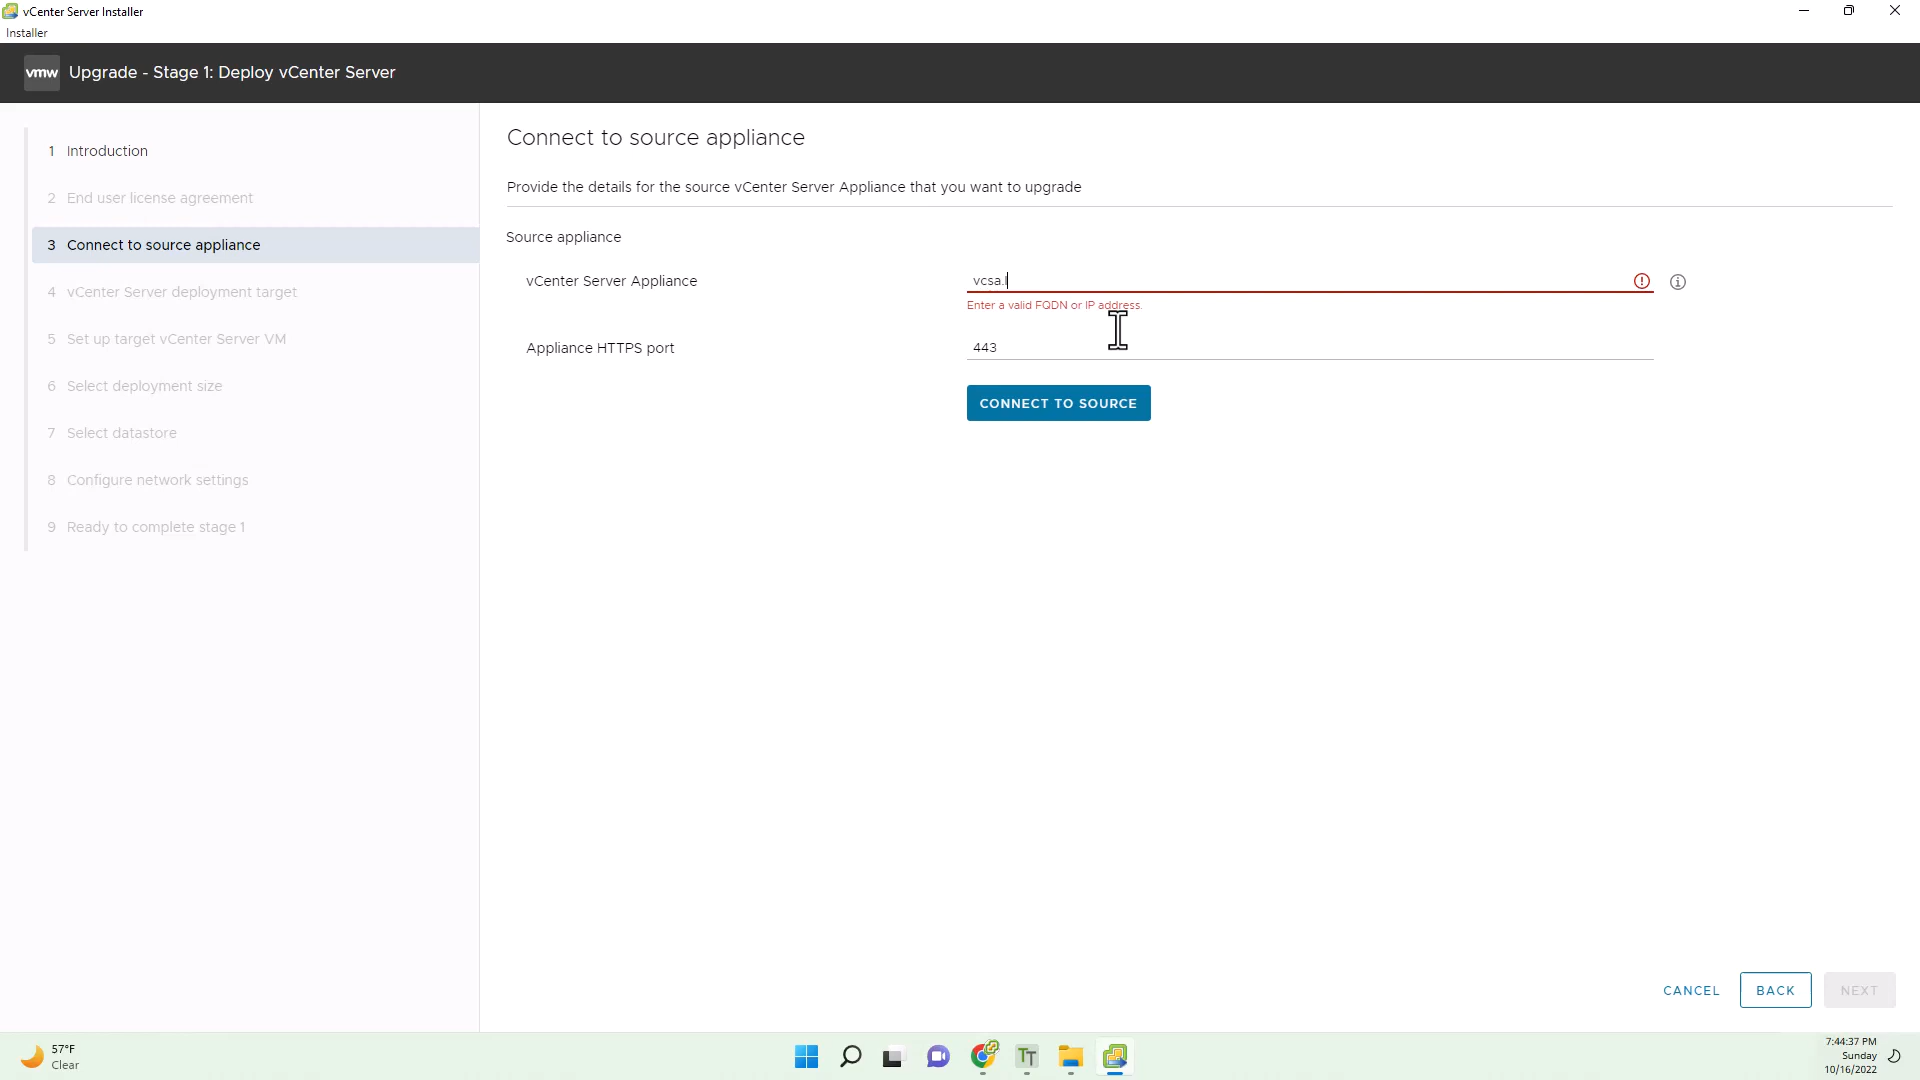 vCenter Server Installer
Installer
vmw Upgrade - Stage 1: Deploy vCenter Server
1 Introduction
2 End user license agreement
3 Connect to source appliance
4 vCenter Server deployment target
5 Set up target vCenter Server VM
6 Select deployment size
7 Select datastore
8 Configure network settings
9 Ready to complete stage 1
Connect to source appliance
Provide the details for the source vCenter Server Appliance that you want to upgrade
Source appliance
vCenter Server Appliance vcsa.l
Enter a valid FQDN or IP address.
Appliance HTTPS port 443
CONNECT TO SOURCE
CANCEL BACK NEXT
57°F
Clear
TT
7:44:37 PM
Sunday
10/16/2022